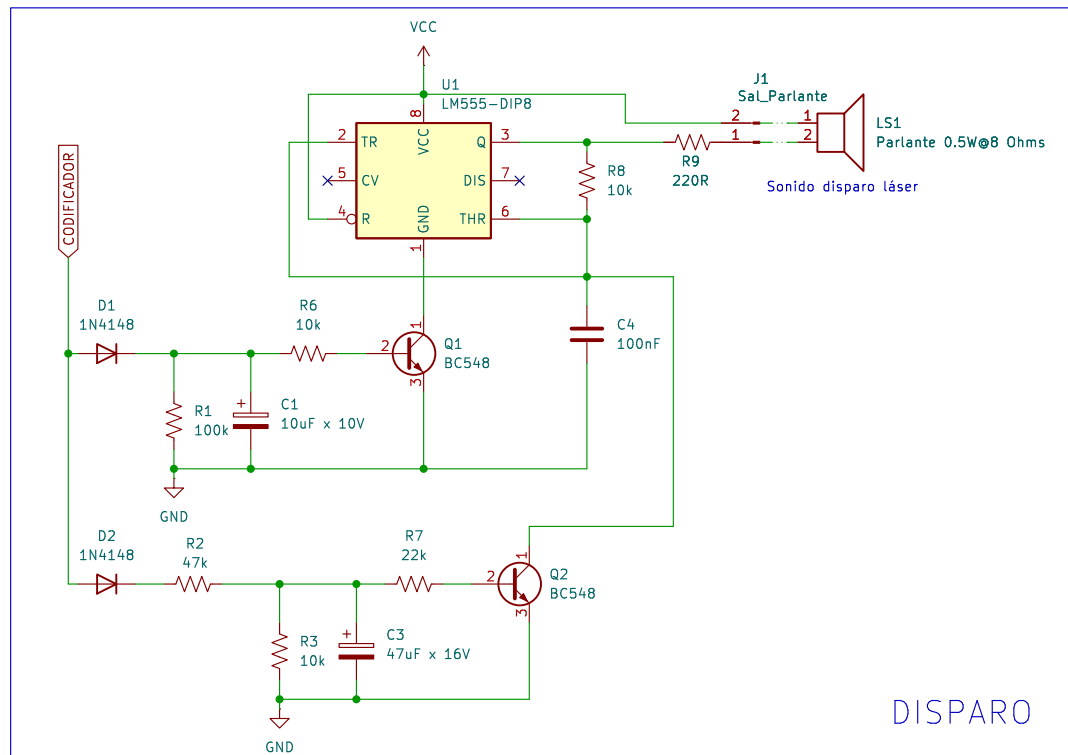 VCC
U1
LM555-DIP8
8
VCC
2
TR
Q
3
5
CV
DIS
7
4
R
THR
6
GND
1
J1
Sal_Parlante
2
1
1
2
LS1
Parlante 0.5W@8 Ohms
R9
220R
R8
10k
Sonido disparo láser
CODIFICADOR
D1
1N4148
R6
10k
1
2
3
Q1
BC548
C4
100nF
R1
100k
+
C1
10uF x 10V
GND
D2
1N4148
R2
47k
R7
22k
1
2
3
Q2
BC548
R3
10k
+
C3
47uF x 16V
GND
DISPARO